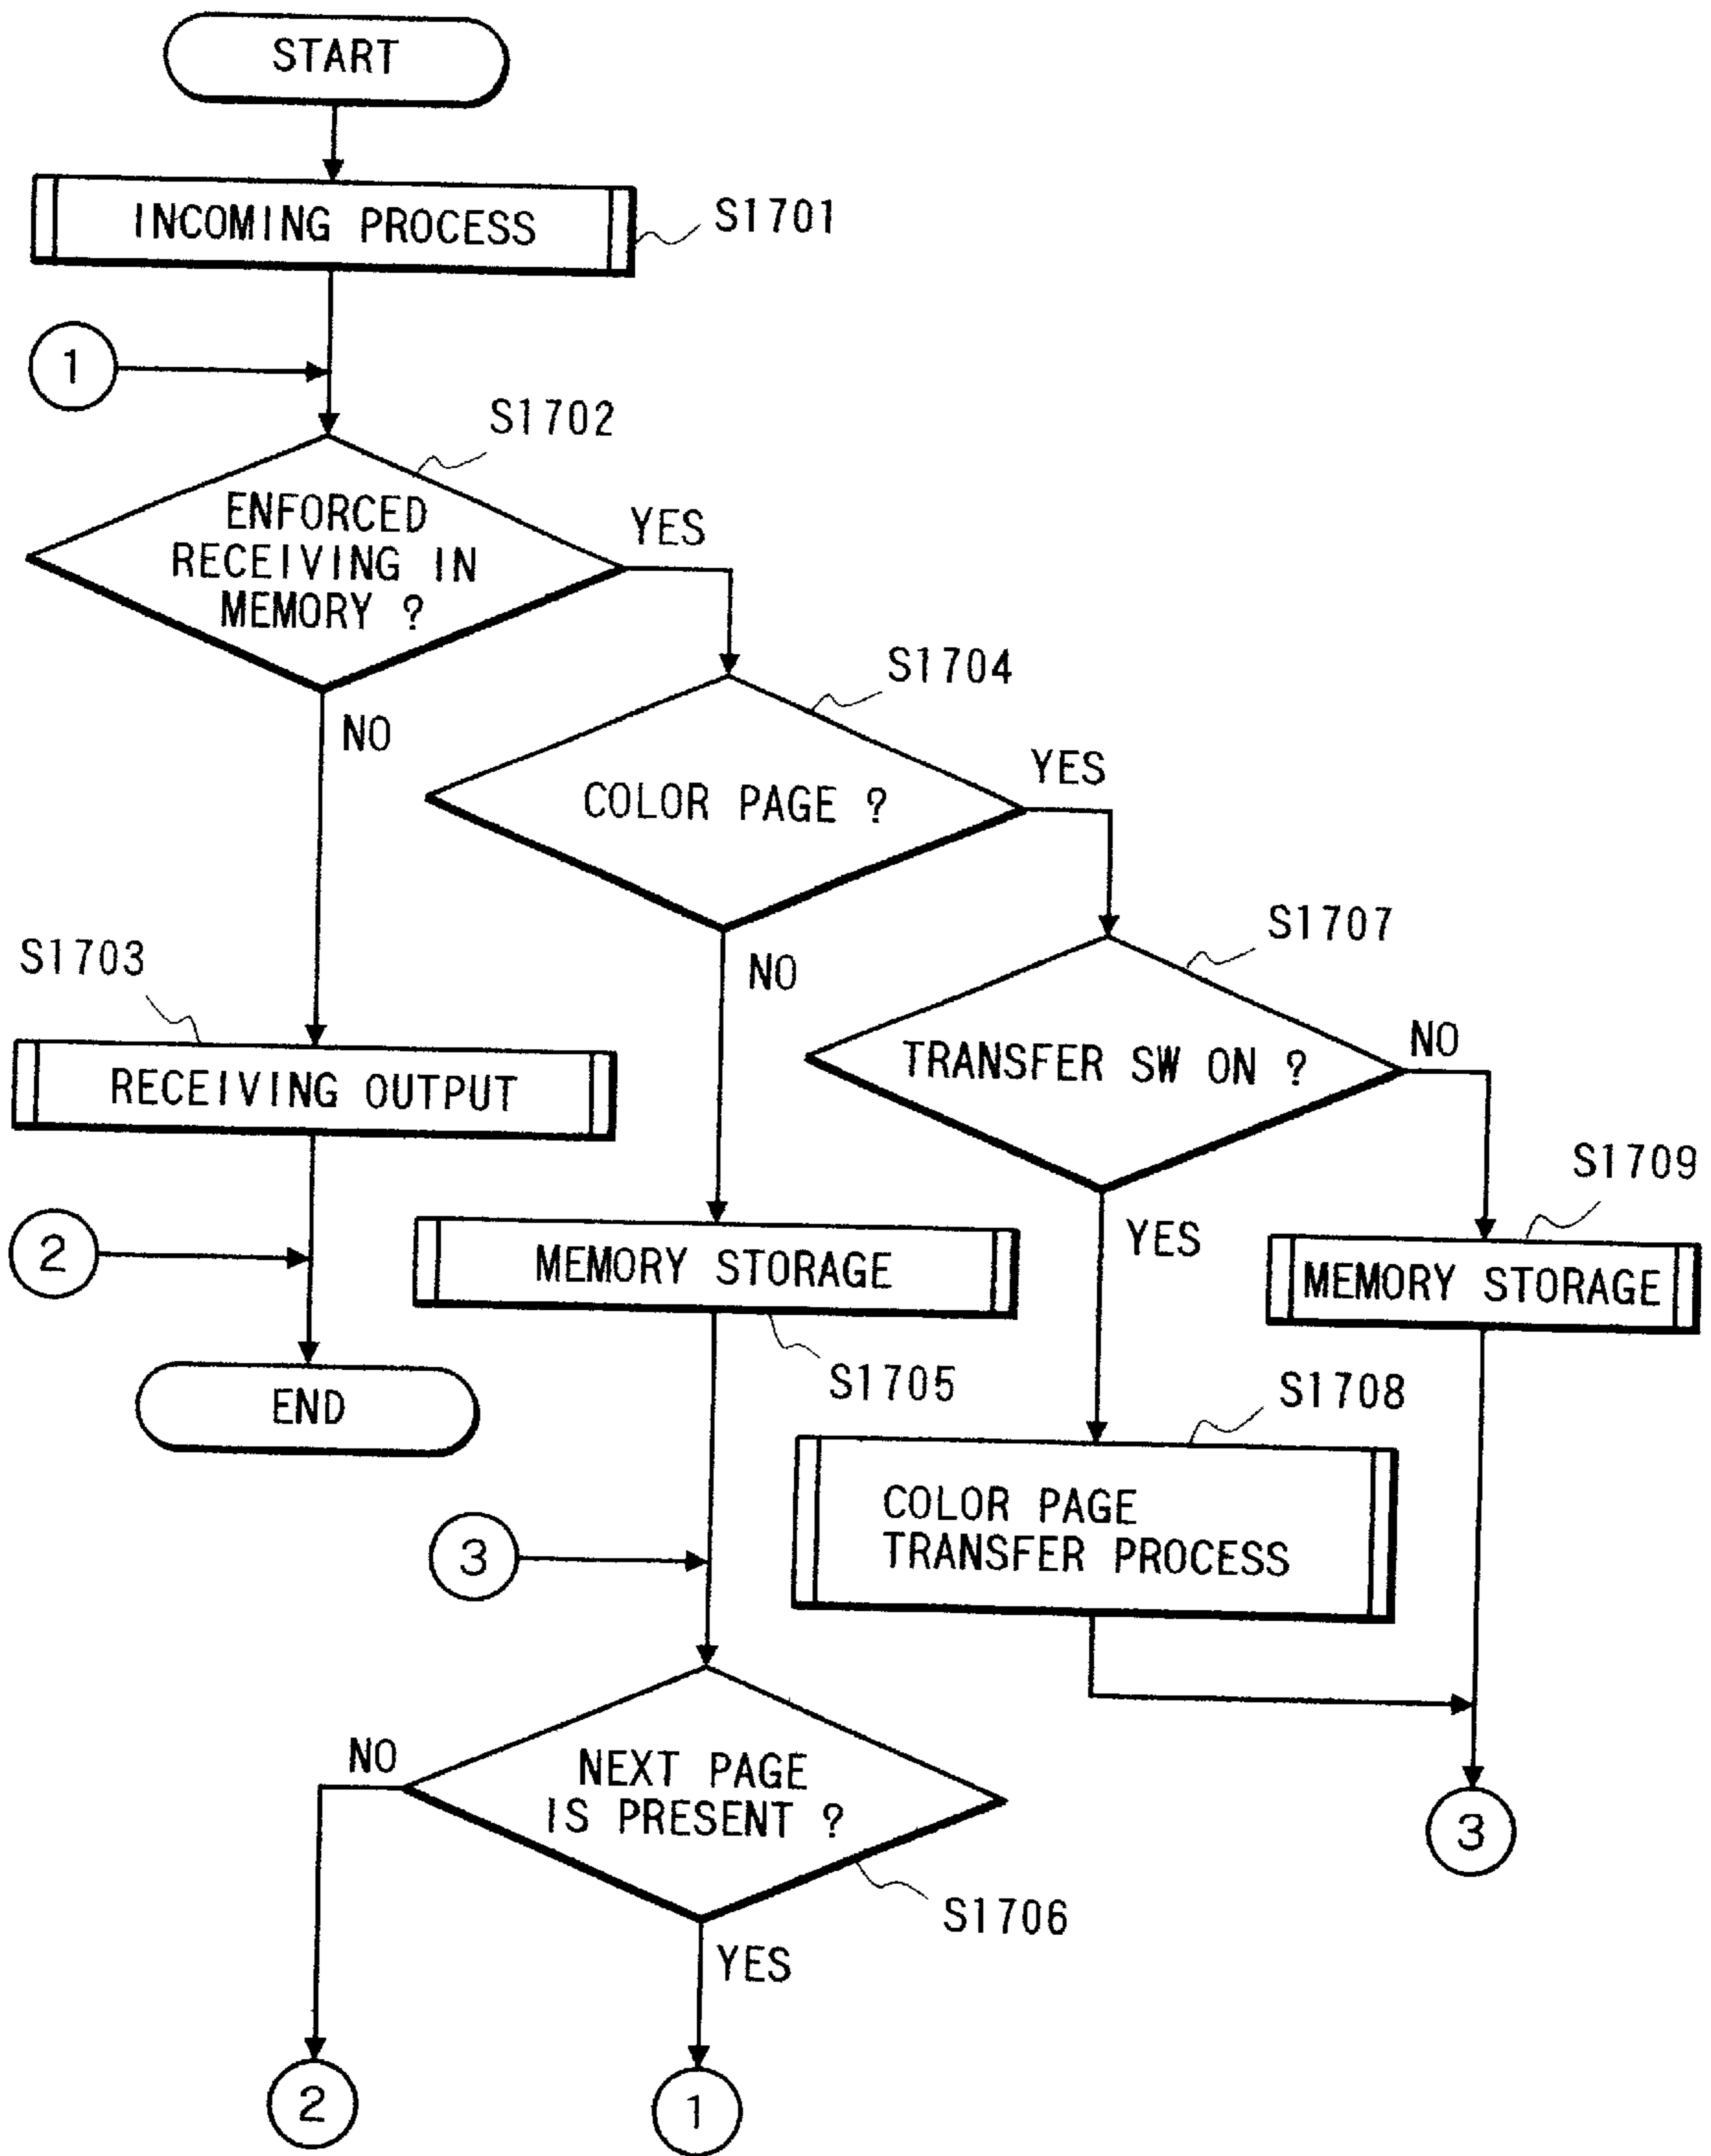 START
INCOMING PROCESS
S1701
1
S1702
ENFORCED
RECEIVING IN
MEMORY ?
YES
NO
S1704
COLOR PAGE ?
YES
NO
S1707
TRANSFER SW ON ?
NO
YES
S1703
RECEIVING OUTPUT
2
END
MEMORY STORAGE
S1705
S1709
MEMORY STORAGE
S1708
COLOR PAGE
TRANSFER PROCESS
3
3
NEXT PAGE
IS PRESENT ?
NO
S1706
YES
2
1